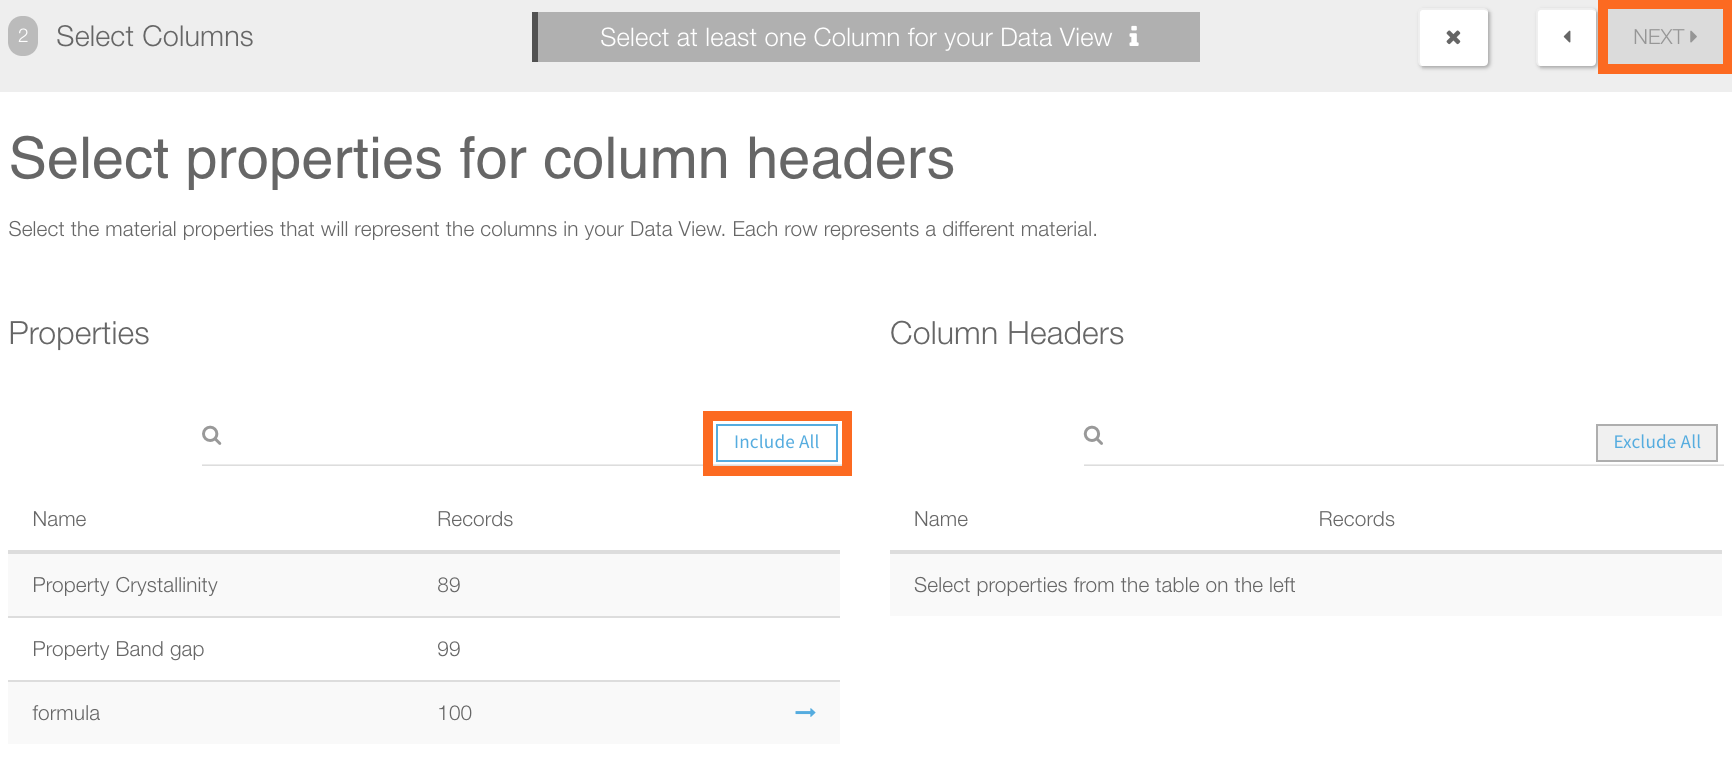 2 Select Columns
Select at least one Column for your Data View
NEXT
Select properties for column headers
Select the material properties that will represent the columns in your Data View. Each row represents a different material.
Properties
Include All
Name Records
Property Crystallinity 89
Property Band gap 99
formula 100
Column Headers
Exclude All
Name Records
Select properties from the table on the left